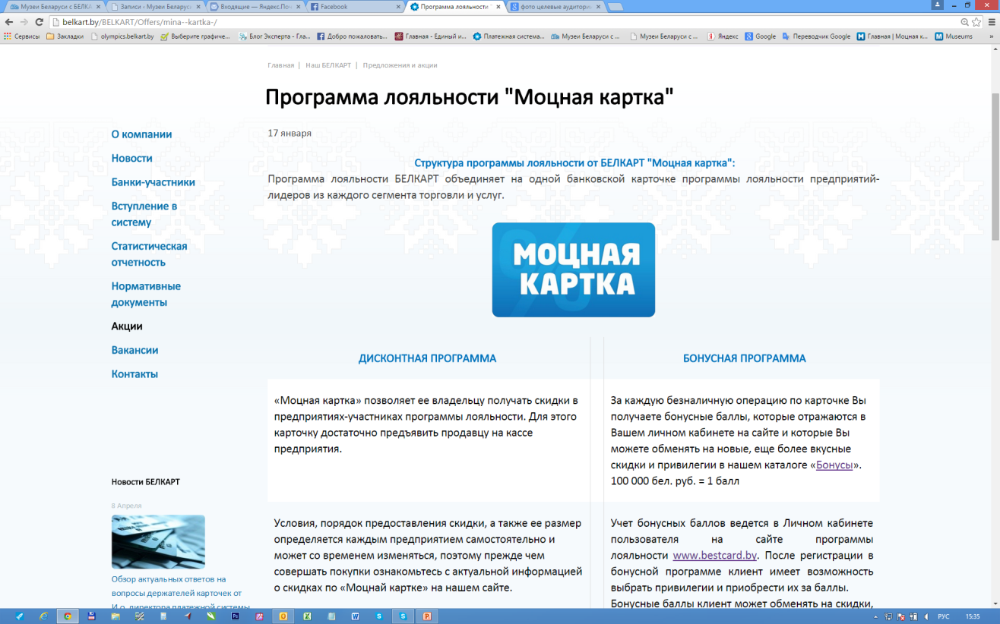 Музеи Беларуси с БЕЛКА
Записи ‹ Музеи Беларусь
Входящие — Яндекс.Поч
Facebook
Программа лояльности "
фото целевые аудитори
belkart.by/BELKART/Offers/mina--kartka-/
Сервисы Закладки olympics.belkart.by Выберите графиче... Блог Эксперта - Гла... Добро пожаловать... Главная - Единый и... Платежная система... Музеи Беларуси с ... Музеи Беларуси с ... Яндекс Google Переводчик Google Главная | Моцная к... Museums »
Главная | Наш БЕЛКАРТ | Предложения и акции
Программа лояльности "Моцная картка"
17 января
О компании
Новости
Банки-участники
Вступление в
систему
Статистическая
отчетность
Нормативные
документы
Акции
Вакансии
Контакты
Структура программы лояльности от БЕЛКАРТ "Моцная картка":
Программа лояльности БЕЛКАРТ объединяет на одной банковской карточке программы лояльности предприятий-
лидеров из каждого сегмента торговли и услуг.
%
МОЦНАЯ
КАРТКА
ДИСКОНТНАЯ ПРОГРАММА
«Моцная картка» позволяет ее владельцу получать скидки в
предприятиях-участниках программы лояльности. Для этого
карточку достаточно предъявить продавцу на кассе
предприятия.
Условия, порядок предоставления скидки, а также ее размер
определяется каждым предприятием самостоятельно и
может со временем изменяться, поэтому прежде чем
совершать покупки ознакомьтесь с актуальной информацией
о скидках по «Моцнай картке» на нашем сайте.
БОНУСНАЯ ПРОГРАММА
За каждую безналичную операцию по карточке Вы
получаете бонусные баллы, которые отражаются в
Вашем личном кабинете на сайте и которые Вы
можете обменять на новые, еще более вкусные
скидки и привилегии в нашем каталоге «Бонусы».
100 000 бел. руб. = 1 балл
Учет бонусных баллов ведется в Личном кабинете
пользователя на сайте программы
лояльности www.bestcard.by. После регистрации в
бонусной программе клиент имеет возможность
выбрать привилегии и приобрести их за баллы.
Бонусные баллы клиент может обменять на скидки,
Новости БЕЛКАРТ
8 Апреля
Обзор актуальных ответов на
вопросы держателей карточек от
И.о. директора платежной системы
РУС 15:35